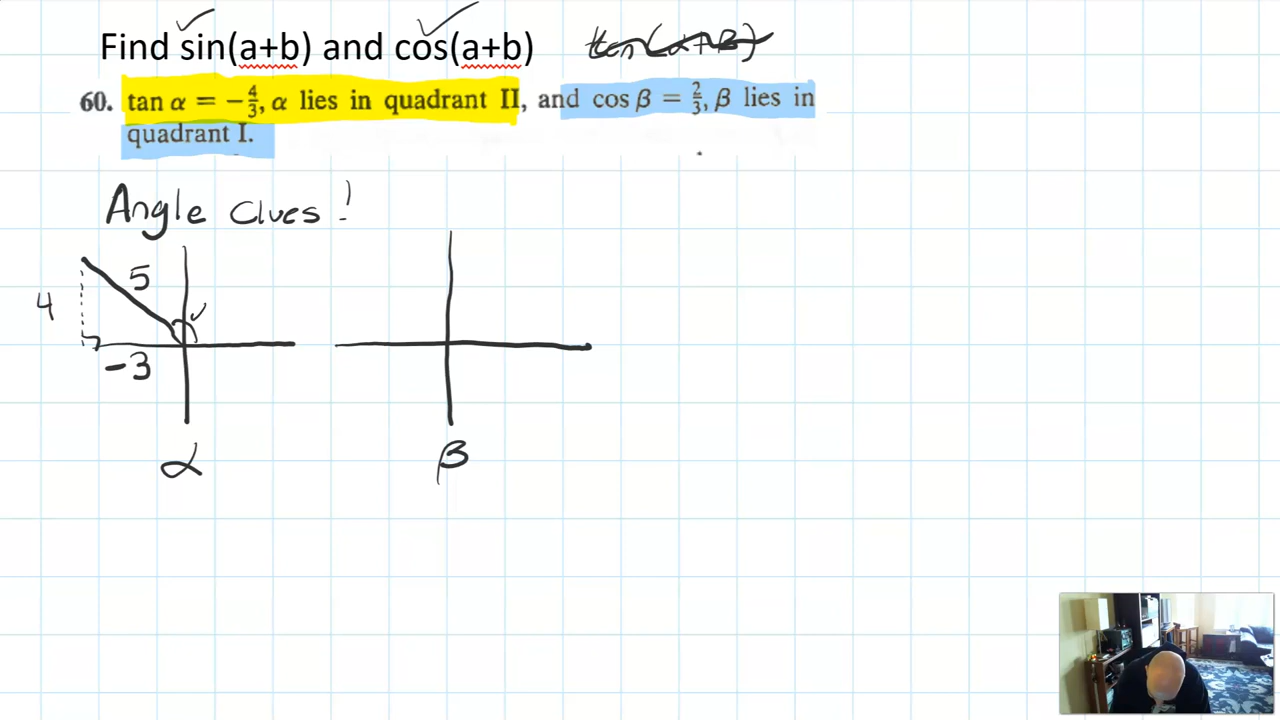 Find sin(a+b) and cos(a+b) tan(α+β)
60. tan α = −4/3, α lies in quadrant II, and cos β = 2/3, β lies in
quadrant I.
Angle Clues!
5
4
-3
α
β